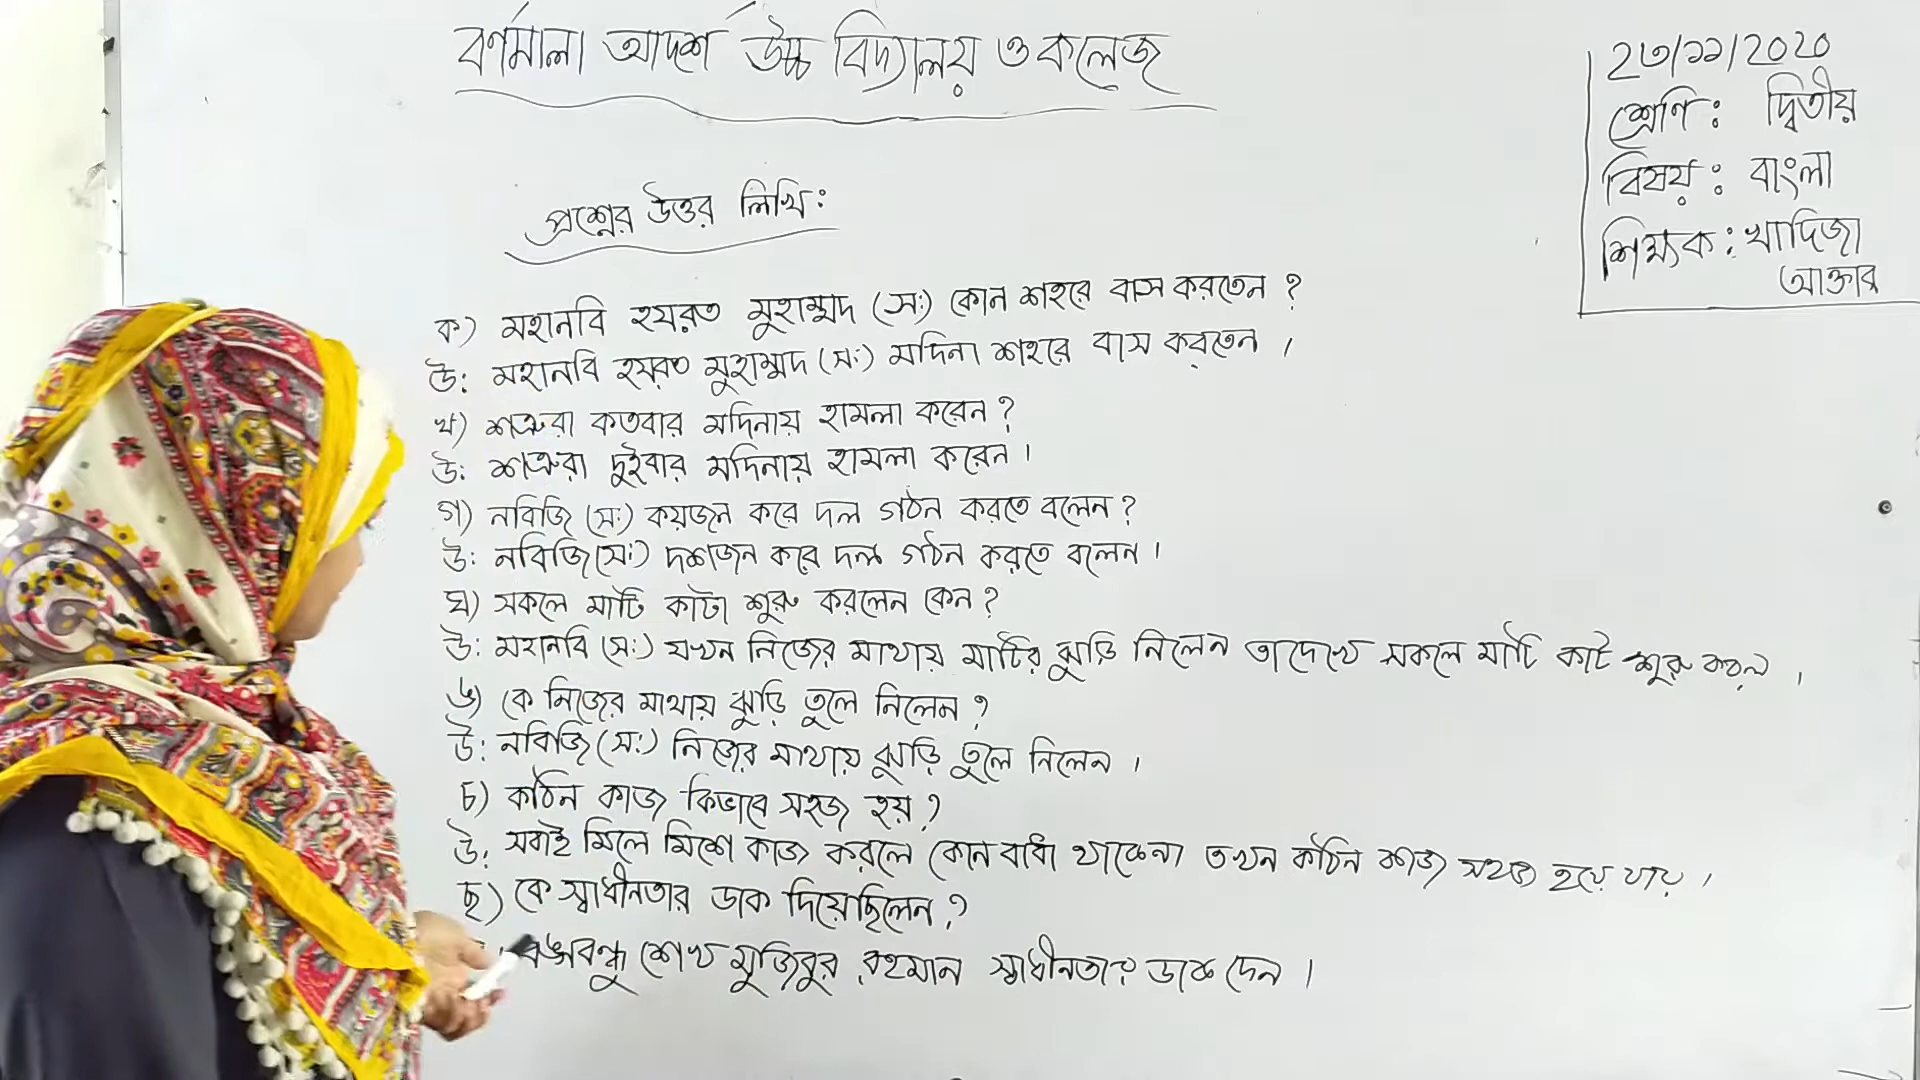 বর্ণমালা আদর্শ উচ্চ বিদ্যালয় ও কলেজ
২৩/১১/২০২০
শ্রেণি : দ্বিতীয়
বিষয় : বাংলা
শিক্ষক : খাদিজা
আক্তার
প্রশ্নের উত্তর লিখি :
ক) মহানবি হযরত মুহাম্মদ (সঃ) কোন শহরে বাস করতেন ?
উঃ মহানবি হযরত মুহাম্মদ (সঃ) মদিনা শহরে বাস করতেন ।
খ) শত্রুরা কতবার মদিনায় হামলা করেন ?
উঃ শত্রুরা দুইবার মদিনায় হামলা করেন ।
গ) নবিজি (সঃ) কয়জন করে দল গঠন করতে বলেন ?
উঃ নবিজি (সঃ) দশজন করে দল গঠন করতে বলেন ।
ঘ) সকলে মাটি কাটা শুরু করলেন কেন ?
উঃ মহানবি (সঃ) যখন নিজের মাথায় মাটির ঝুড়ি নিলেন তা দেখে সকলে মাটি কাট শুরু করল ।
ঙ) কে নিজের মাথায় ঝুড়ি তুলে নিলেন ?
উঃ নবিজি (সঃ) নিজের মাথায় ঝুড়ি তুলে নিলেন ।
চ) কঠিন কাজ কিভাবে সহজ হয় ?
উঃ সবাই মিলে মিশে কাজ করলে কোন বাধা থাকেনা তখন কঠিন কাজ সহজ হয়ে যায় ।
ছ) কে স্বাধীনতার ডাক দিয়েছিলেন ?
বঙ্গবন্ধু শেখ মুজিবুর রহমান স্বাধীনতার ডাক দেন ।